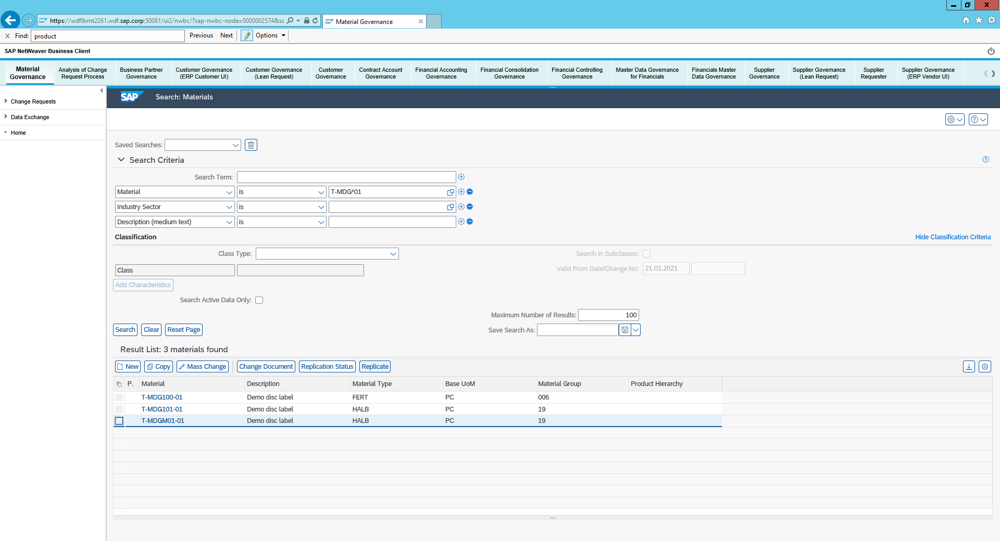 https://wdflbmt2261.wdf.sap.corp:50081/ui2/nwbc/?sap-nwbc-node=0000002574&sa
Material Governance
Find: product Previous Next Options
SAP NetWeaver Business Client
Material Governance
Analysis of Change Request Process
Business Partner Governance
Customer Governance (ERP Customer UI)
Customer Governance (Lean Request)
Customer Governance
Contract Account Governance
Financial Accounting Governance
Financial Consolidation Governance
Financial Controlling Governance
Master Data Governance for Financials
Financials Master Data Governance
Supplier Governance
Supplier Governance (Lean Request)
Supplier Requester
Supplier Governance (ERP Vendor UI)
Change Requests
Data Exchange
Home
SAP Search: Materials
Saved Searches:
Search Criteria
Search Term:
Material is T-MDG*01
Industry Sector is
Description (medium text) is
Classification Hide Classification Criteria
Class Type: Search in Subclasses:
Class Valid From Date/Change No: 21.01.2021
Add Characteristics
Search Active Data Only:
Maximum Number of Results: 100
Search Clear Reset Page Save Search As:
Result List: 3 materials found
New Copy Mass Change Change Document Replication Status Replicate
P. Material Description Material Type Base UoM Material Group Product Hierarchy
T-MDG100-01 Demo disc label FERT PC 006
T-MDG101-01 Demo disc label HALB PC 19
T-MDGM01-01 Demo disc label HALB PC 19